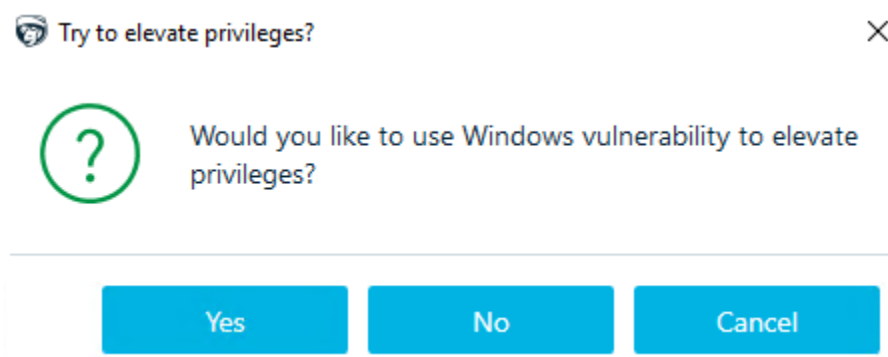 Try to elevate privileges?
Would you like to use Windows vulnerability to elevate
privileges?
Yes
No
Cancel